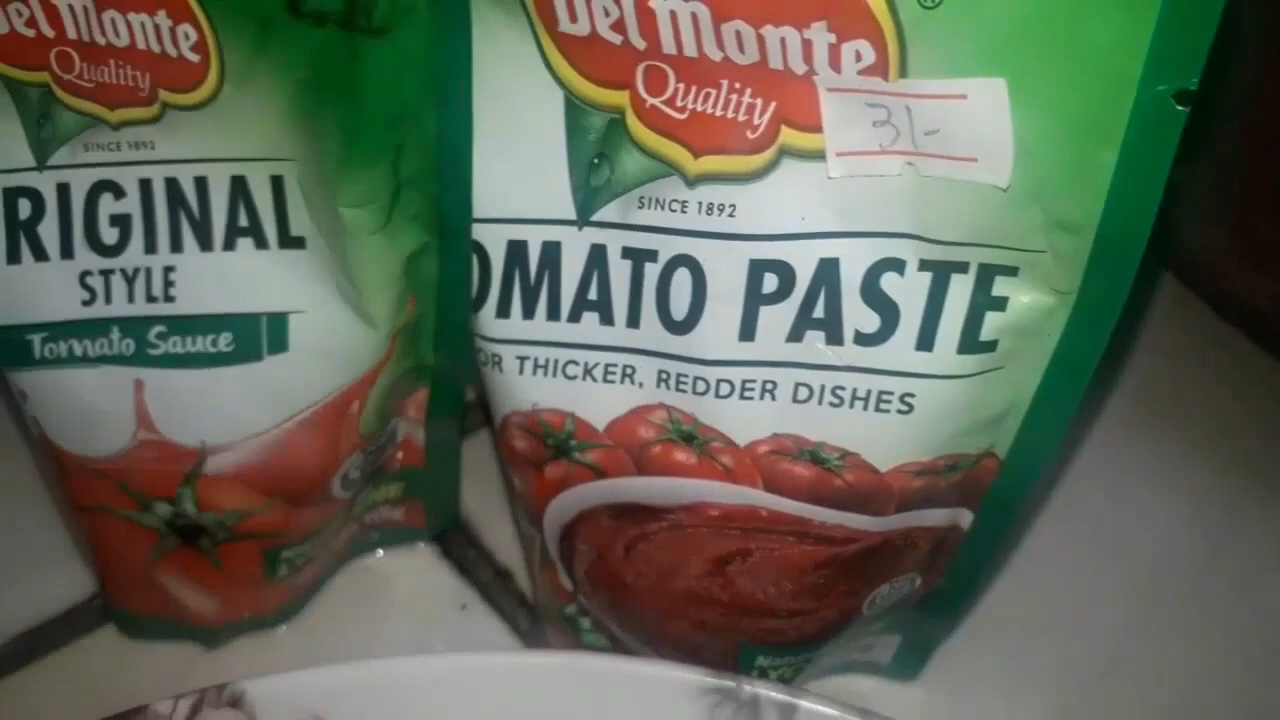 Del Monte
Quality
SINCE 1892
RIGINAL
STYLE
Tomato Sauce
Del Monte
Quality
®
31-
SINCE 1892
OMATO PASTE
OR THICKER, REDDER DISHES